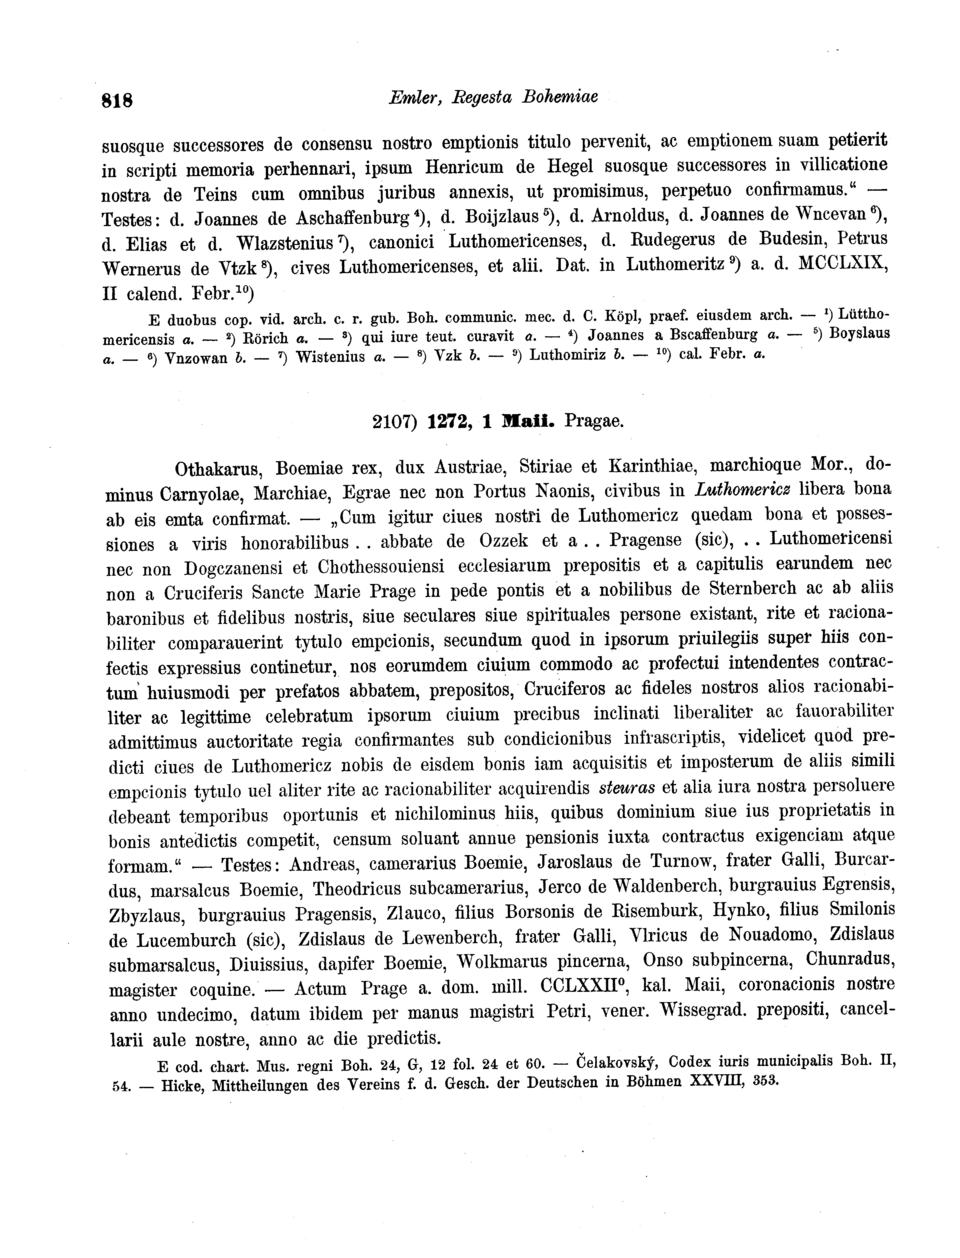 818 Emler, Regesta Bohemiae
suosque successores de consensu nostro emptionis titulo pervenit, ac emptionem suam petierit
in scripti memoria perhennari, ipsum Henricum de Hegel suosque successores in villicatione
nostra de Teins cum omnibus juribus annexis, ut promisimus, perpetuo confirmamus.“ —
Testes: d. Joannes de Aschaffenburg ⁴), d. Boijzlaus ⁵), d. Arnoldus, d. Joannes de Wncevan ⁶),
d. Elias et d. Wlazstenius ⁷), canonici Luthomericenses, d. Rudegerus de Budesin, Petrus
Wernerus de Vtzk ⁸), cives Luthomericenses, et alii. Dat. in Luthomeritz ⁹) a. d. MCCLXIX,
II calend. Febr.¹⁰)
E duobus cop. vid. arch. c. r. gub. Boh. communic. mec. d. C. Köpl, praef. eiusdem arch. — ¹) Lüttho-
mericensis a. — ²) Rörich a. — ³) qui iure teut. curavit a. — ⁴) Joannes a Bscaffenburg a. — ⁵) Boyslaus
a. — ⁶) Vnzowan b. — ⁷) Wistenius a. — ⁸) Vzk b. — ⁹) Luthomiriz b. — ¹⁰) cal. Febr. a.
2107) 1272, 1 Maii. Pragae.
Othakarus, Boemiae rex, dux Austriae, Stiriae et Karinthiae, marchioque Mor., do-
minus Carnyolae, Marchiae, Egrae nec non Portus Naonis, civibus in Luthomericz libera bona
ab eis emta confirmat. — „Cum igitur ciues nostri de Luthomericz quedam bona et posses-
siones a viris honorabilibus . . abbate de Ozzek et a . . Pragense (sic), . . Luthomericensi
nec non Dogczanensi et Chothessouiensi ecclesiarum prepositis et a capitulis earundem nec
non a Cruciferis Sancte Marie Prage in pede pontis et a nobilibus de Sternberch ac ab aliis
baronibus et fidelibus nostris, siue seculares siue spirituales persone existant, rite et raciona-
biliter comparauerint tytulo empcionis, secundum quod in ipsorum priuilegiis super hiis con-
fectis expressius continetur, nos eorumdem ciuium commodo ac profectui intendentes contrac-
tum huiusmodi per prefatos abbatem, prepositos, Cruciferos ac fideles nostros alios racionabi-
liter ac legittime celebratum ipsorum ciuium precibus inclinati liberaliter ac fauorabiliter
admittimus auctoritate regia confirmantes sub condicionibus infrascriptis, videlicet quod pre-
dicti ciues de Luthomericz nobis de eisdem bonis iam acquisitis et imposterum de aliis simili
empcionis tytulo uel aliter rite ac racionabiliter acquirendis steuras et alia iura nostra persoluere
debeant temporibus oportunis et nichilominus hiis, quibus dominium siue ius proprietatis in
bonis antedictis competit, censum soluant annue pensionis iuxta contractus exigenciam atque
formam.“ — Testes: Andreas, camerarius Boemie, Jaroslaus de Turnow, frater Galli, Burcar-
dus, marsalcus Boemie, Theodricus subcamerarius, Jerco de Waldenberch, burgrauius Egrensis,
Zbyzlaus, burgrauius Pragensis, Zlauco, filius Borsonis de Risemburk, Hynko, filius Smilonis
de Lucemburch (sic), Zdislaus de Lewenberch, frater Galli, Vlricus de Nouadomo, Zdislaus
submarsalcus, Diuissius, dapifer Boemie, Wolkmarus pincerna, Onso subpincerna, Chunradus,
magister coquine. — Actum Prage a. dom. mill. CCLXXII⁰, kal. Maii, coronacionis nostre
anno undecimo, datum ibidem per manus magistri Petri, vener. Wissegrad. prepositi, cancel-
larii aule nostre, anno ac die predictis.
E cod. chart. Mus. regni Boh. 24, G, 12 fol. 24 et 60. — Čelakovský, Codex iuris municipalis Boh. II,
54. — Hicke, Mittheilungen des Vereins f. d. Gesch. der Deutschen in Böhmen XXVIII, 353.